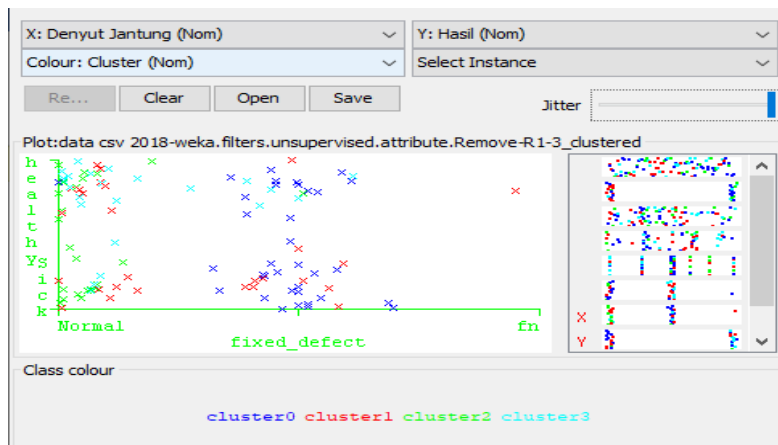 X: Denyut Jantung (Nom) Y: Hasil (Nom)
Colour: Cluster (Nom) Select Instance
Re... Clear Open Save Jitter
Plot:data csv 2018-weka.filters.unsupervised.attribute.Remove-R1-3_clustered
healthy
sick
Normal fixed_defect fn
X
Y
Class colour
cluster0 cluster1 cluster2 cluster3